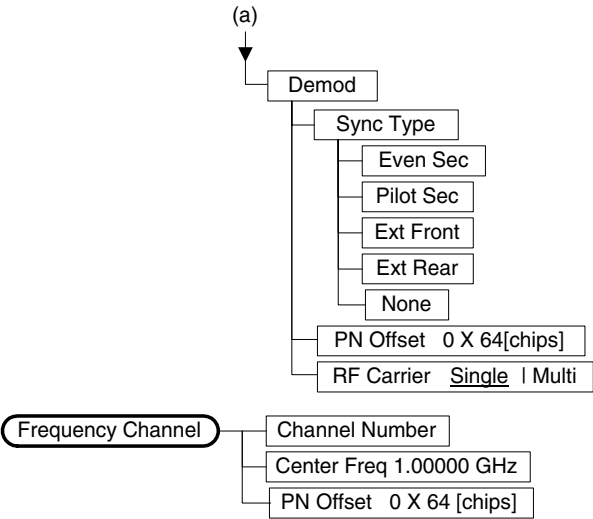 (a)
Demod
Sync Type
Even Sec
Pilot Sec
Ext Front
Ext Rear
None
PN Offset 0 X 64[chips]
RF Carrier Single | Multi
Frequency Channel
Channel Number
Center Freq 1.00000 GHz
PN Offset 0 X 64 [chips]